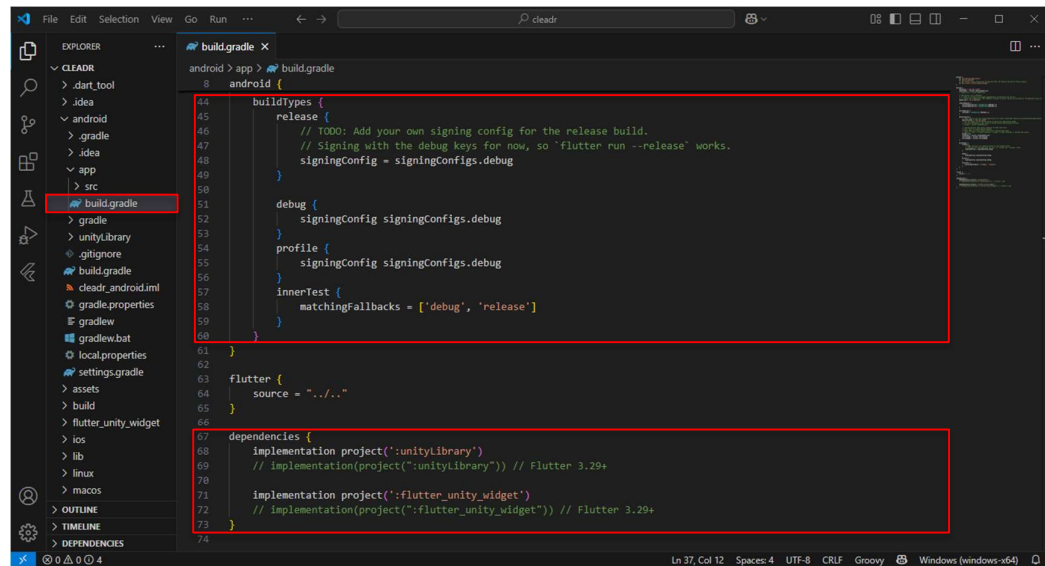 File Edit Selection View Go Run ··· cleadr
EXPLORER ···
CLEADR
.dart_tool
.idea
android
.gradle
.idea
app
src
build.gradle
gradle
unityLibrary
.gitignore
build.gradle
cleadr_android.iml
gradle.properties
gradlew
gradlew.bat
local.properties
settings.gradle
assets
build
flutter_unity_widget
ios
lib
linux
macos
OUTLINE
TIMELINE
DEPENDENCIES
build.gradle
android > app > build.gradle
8 android {
44 buildTypes {
45 release {
46 // TODO: Add your own signing config for the release build.
47 // Signing with the debug keys for now, so `flutter run --release` works.
48 signingConfig = signingConfigs.debug
49 }
50
51 debug {
52 signingConfig signingConfigs.debug
53 }
54 profile {
55 signingConfig signingConfigs.debug
56 }
57 innerTest {
58 matchingFallbacks = ['debug', 'release']
59 }
60 }
61 }
62
63 flutter {
64 source = "../.."
65 }
66
67 dependencies {
68 implementation project(':unityLibrary')
69 // implementation(project(":unityLibrary")) // Flutter 3.29+
70
71 implementation project(':flutter_unity_widget')
72 // implementation(project(":flutter_unity_widget")) // Flutter 3.29+
73 }
74
0 0 4 Ln 37, Col 12 Spaces: 4 UTF-8 CRLF Groovy Windows (windows-x64)